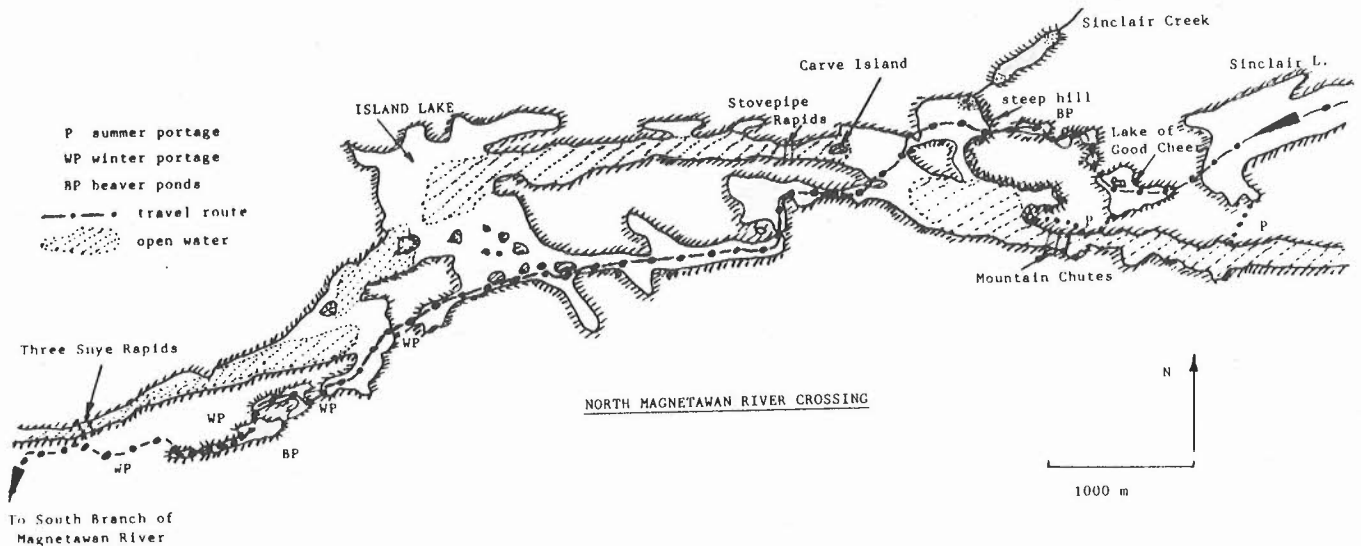 Sinclair Creek
Carve Island
Sinclair L.
ISLAND LAKE
Stovepipe
Rapids
steep hill
BP
Lake of
Good Cheer
P summer portage
WP winter portage
BP beaver ponds
travel route
open water
P
P
Mountain Chutes
Three Snye Rapids
WP
WP
WP
BP
WP
NORTH MAGNETAWAN RIVER CROSSING
N
1000 m
To South Branch of
Magnetawan River